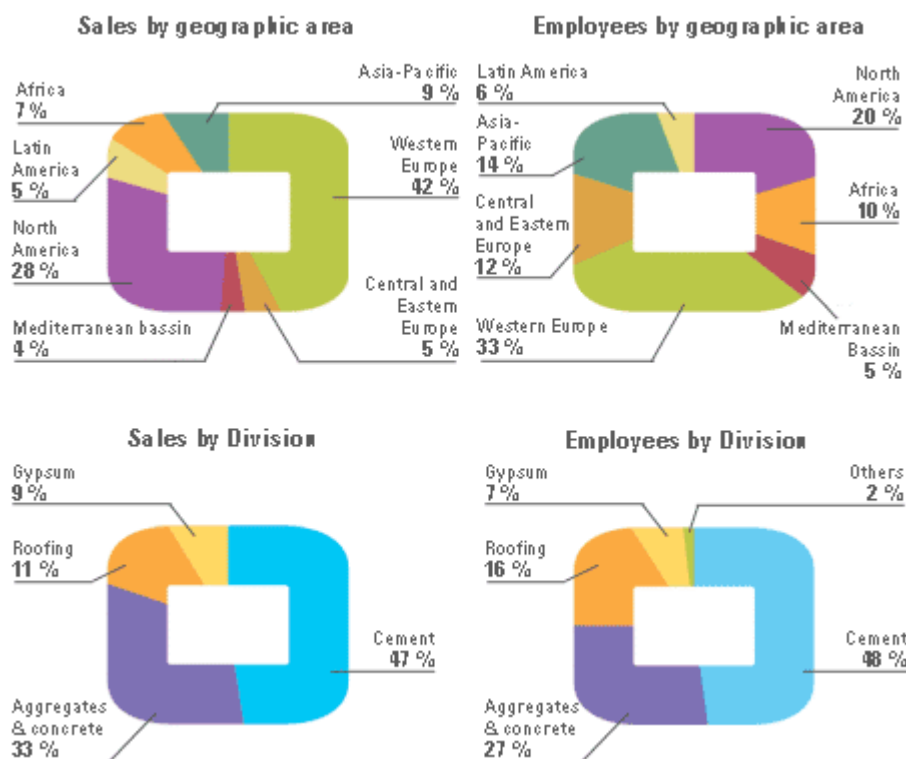 Sales by geographic area
Africa
7 %
Asia-Pacific
9 %
Latin
America
5 %
Western
Europe
42 %
North
America
28 %
Central and
Eastern
Europe
5 %
Mediterranean bassin
4 %
Employees by geographic area
Latin America
6 %
North
America
20 %
Asia-
Pacific
14 %
Africa
10 %
Central
and Eastern
Europe
12 %
Western Europe
33 %
Mediterranean
Bassin
5 %
Sales by Division
Gypsum
9 %
Roofing
11 %
Cement
47 %
Aggregates
& concrete
33 %
Employees by Division
Gypsum
7 %
Others
2 %
Roofing
16 %
Cement
48 %
Aggregates
& concrete
27 %